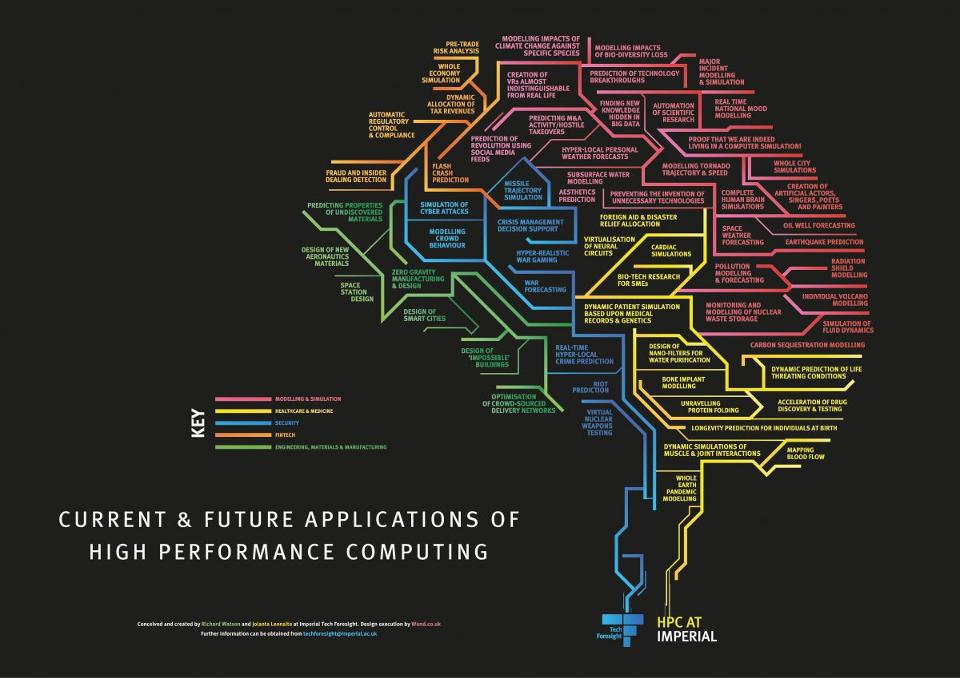 MODELLING IMPACTS OF
CLIMATE CHANGE AGAINST
SPECIFIC SPECIES
MODELLING IMPACTS
OF BIO-DIVERSITY LOSS
PRE-TRADE
RISK ANALYSIS
MAJOR
INCIDENT
MODELLING
& SIMULATION
WHOLE
ECONOMY
SIMULATION
CREATION OF
VRs ALMOST
INDISTINGUISHABLE
FROM REAL LIFE
PREDICTION OF TECHNOLOGY
BREAKTHROUGHS
DYNAMIC
ALLOCATION OF
TAX REVENUES
FINDING NEW
KNOWLEDGE
HIDDEN IN
BIG DATA
AUTOMATION
OF SCIENTIFIC
RESEARCH
REAL TIME
NATIONAL MOOD
MODELLING
AUTOMATIC
REGULATORY
CONTROL
& COMPLIANCE
PREDICTING M&A
ACTIVITY/HOSTILE
TAKEOVERS
PREDICTION OF
REVOLUTION USING
SOCIAL MEDIA
FEEDS
PROOF THAT WE ARE INDEED
LIVING IN A COMPUTER SIMULATION!
HYPER-LOCAL PERSONAL
WEATHER FORECASTS
FRAUD AND INSIDER
DEALING DETECTION
FLASH
CRASH
PREDICTION
SUBSURFACE WATER
MODELLING
MODELLING TORNADO
TRAJECTORY & SPEED
WHOLE CITY
SIMULATIONS
MISSILE
TRAJECTORY
SIMULATION
AESTHETICS
PREDICTION
PREVENTING THE INVENTION OF
UNNECESSARY TECHNOLOGIES
COMPLETE
HUMAN BRAIN
SIMULATIONS
CREATION OF
ARTIFICIAL ACTORS,
SINGERS, POETS
AND PAINTERS
PREDICTING PROPERTIES
OF UNDISCOVERED
MATERIALS
SIMULATION OF
CYBER ATTACKS
FOREIGN AID & DISASTER
RELIEF ALLOCATION
CRISIS MANAGEMENT
DECISION SUPPORT
SPACE
WEATHER
FORECASTING
OIL WELL FORECASTING
MODELLING
CROWD
BEHAVIOUR
VIRTUALISATION
OF NEURAL
CIRCUITS
CARDIAC
SIMULATIONS
EARTHQUAKE PREDICTION
DESIGN OF NEW
AERONAUTICS
MATERIALS
HYPER-REALISTIC
WAR GAMING
POLLUTION
MODELLING
& FORECASTING
RADIATION
SHIELD
MODELLING
ZERO GRAVITY
MANUFACTURING
& DESIGN
BIO-TECH RESEARCH
FOR SMEs
SPACE
STATION
DESIGN
WAR
FORECASTING
INDIVIDUAL VOLCANO
MODELLING
DESIGN OF
SMART CITIES
DYNAMIC PATIENT SIMULATION
BASED UPON MEDICAL
RECORDS & GENETICS
MONITORING AND
MODELLING OF NUCLEAR
WASTE STORAGE
SIMULATION OF
FLUID DYNAMICS
DESIGN OF
'IMPOSSIBLE'
BUILDINGS
REAL-TIME
HYPER-LOCAL
CRIME PREDICTION
DESIGN OF
NANO-FILTERS FOR
WATER PURIFICATION
CARBON SEQUESTRATION MODELLING
DYNAMIC PREDICTION OF LIFE
THREATING CONDITIONS
RIOT
PREDICTION
BONE IMPLANT
MODELLING
OPTIMISATION
OF CROWD-SOURCED
DELIVERY NETWORKS
UNRAVELLING
PROTEIN FOLDING
ACCELERATION OF DRUG
DISCOVERY & TESTING
VIRTUAL
NUCLEAR
WEAPONS
TESTING
LONGEVITY PREDICTION FOR INDIVIDUALS AT BIRTH
DYNAMIC SIMULATIONS OF
MUSCLE & JOINT INTERACTIONS
MAPPING
BLOOD FLOW
WHOLE
EARTH
PANDEMIC
MODELLING
KEY
MODELLING & SIMULATION
HEALTHCARE & MEDICINE
SECURITY
FINTECH
ENGINEERING, MATERIALS & MANUFACTURING
CURRENT & FUTURE APPLICATIONS OF
HIGH PERFORMANCE COMPUTING
Conceived and created by Richard Watson and Jolanta Leonaite at Imperial Tech Foresight. Design execution by Wond.co.uk
Further information can be obtained from techforesight@imperial.ac.uk
Tech
Foresight
HPC AT
IMPERIAL